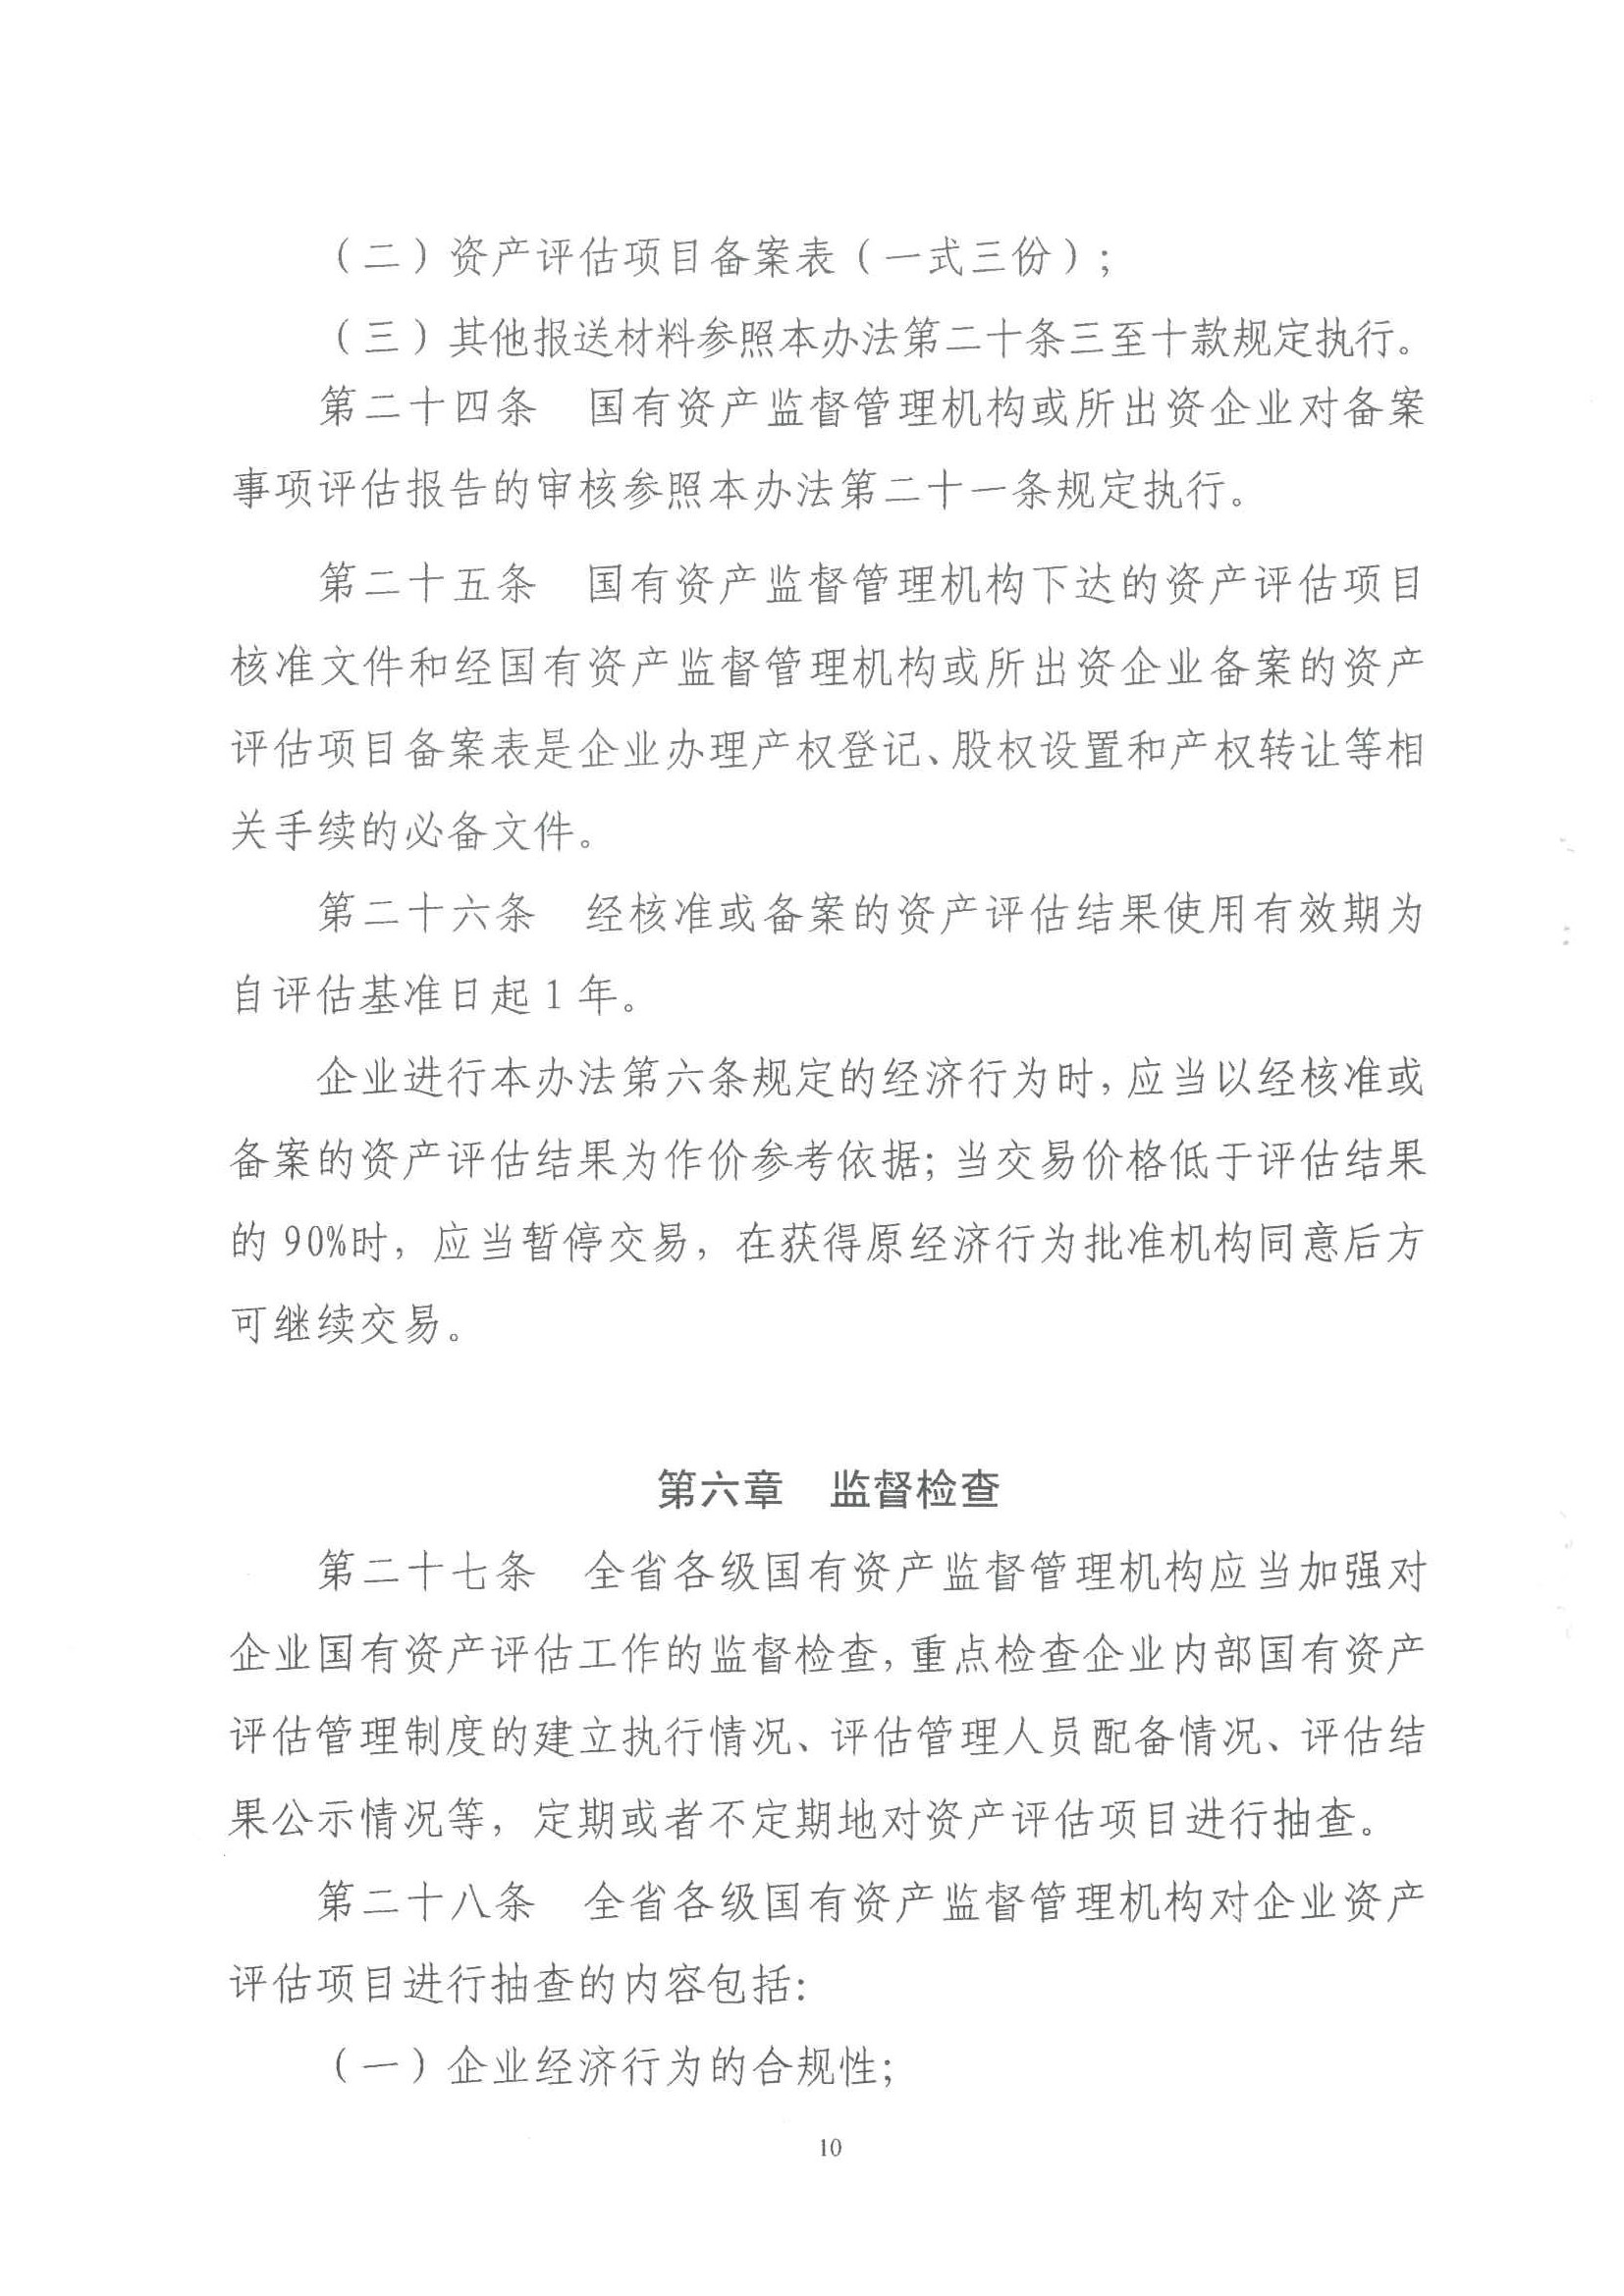 （二）资产评估项目备案表（一式三份）；
（三）其他报送材料参照本办法第二十条三至十款规定执行。
第二十四条　国有资产监督管理机构或所出资企业对备案
事项评估报告的审核参照本办法第二十一条规定执行。
第二十五条　国有资产监督管理机构下达的资产评估项目
核准文件和经国有资产监督管理机构或所出资企业备案的资产
评估项目备案表是企业办理产权登记、股权设置和产权转让等相
关手续的必备文件。
第二十六条　经核准或备案的资产评估结果使用有效期为
自评估基准日起 1 年。
企业进行本办法第六条规定的经济行为时，应当以经核准或
备案的资产评估结果为作价参考依据；当交易价格低于评估结果
的 90%时，应当暂停交易，在获得原经济行为批准机构同意后方
可继续交易。
第六章　监督检查
第二十七条　全省各级国有资产监督管理机构应当加强对
企业国有资产评估工作的监督检查，重点检查企业内部国有资产
评估管理制度的建立执行情况、评估管理人员配备情况、评估结
果公示情况等，定期或者不定期地对资产评估项目进行抽查。
第二十八条　全省各级国有资产监督管理机构对企业资产
评估项目进行抽查的内容包括：
（一）企业经济行为的合规性；
10